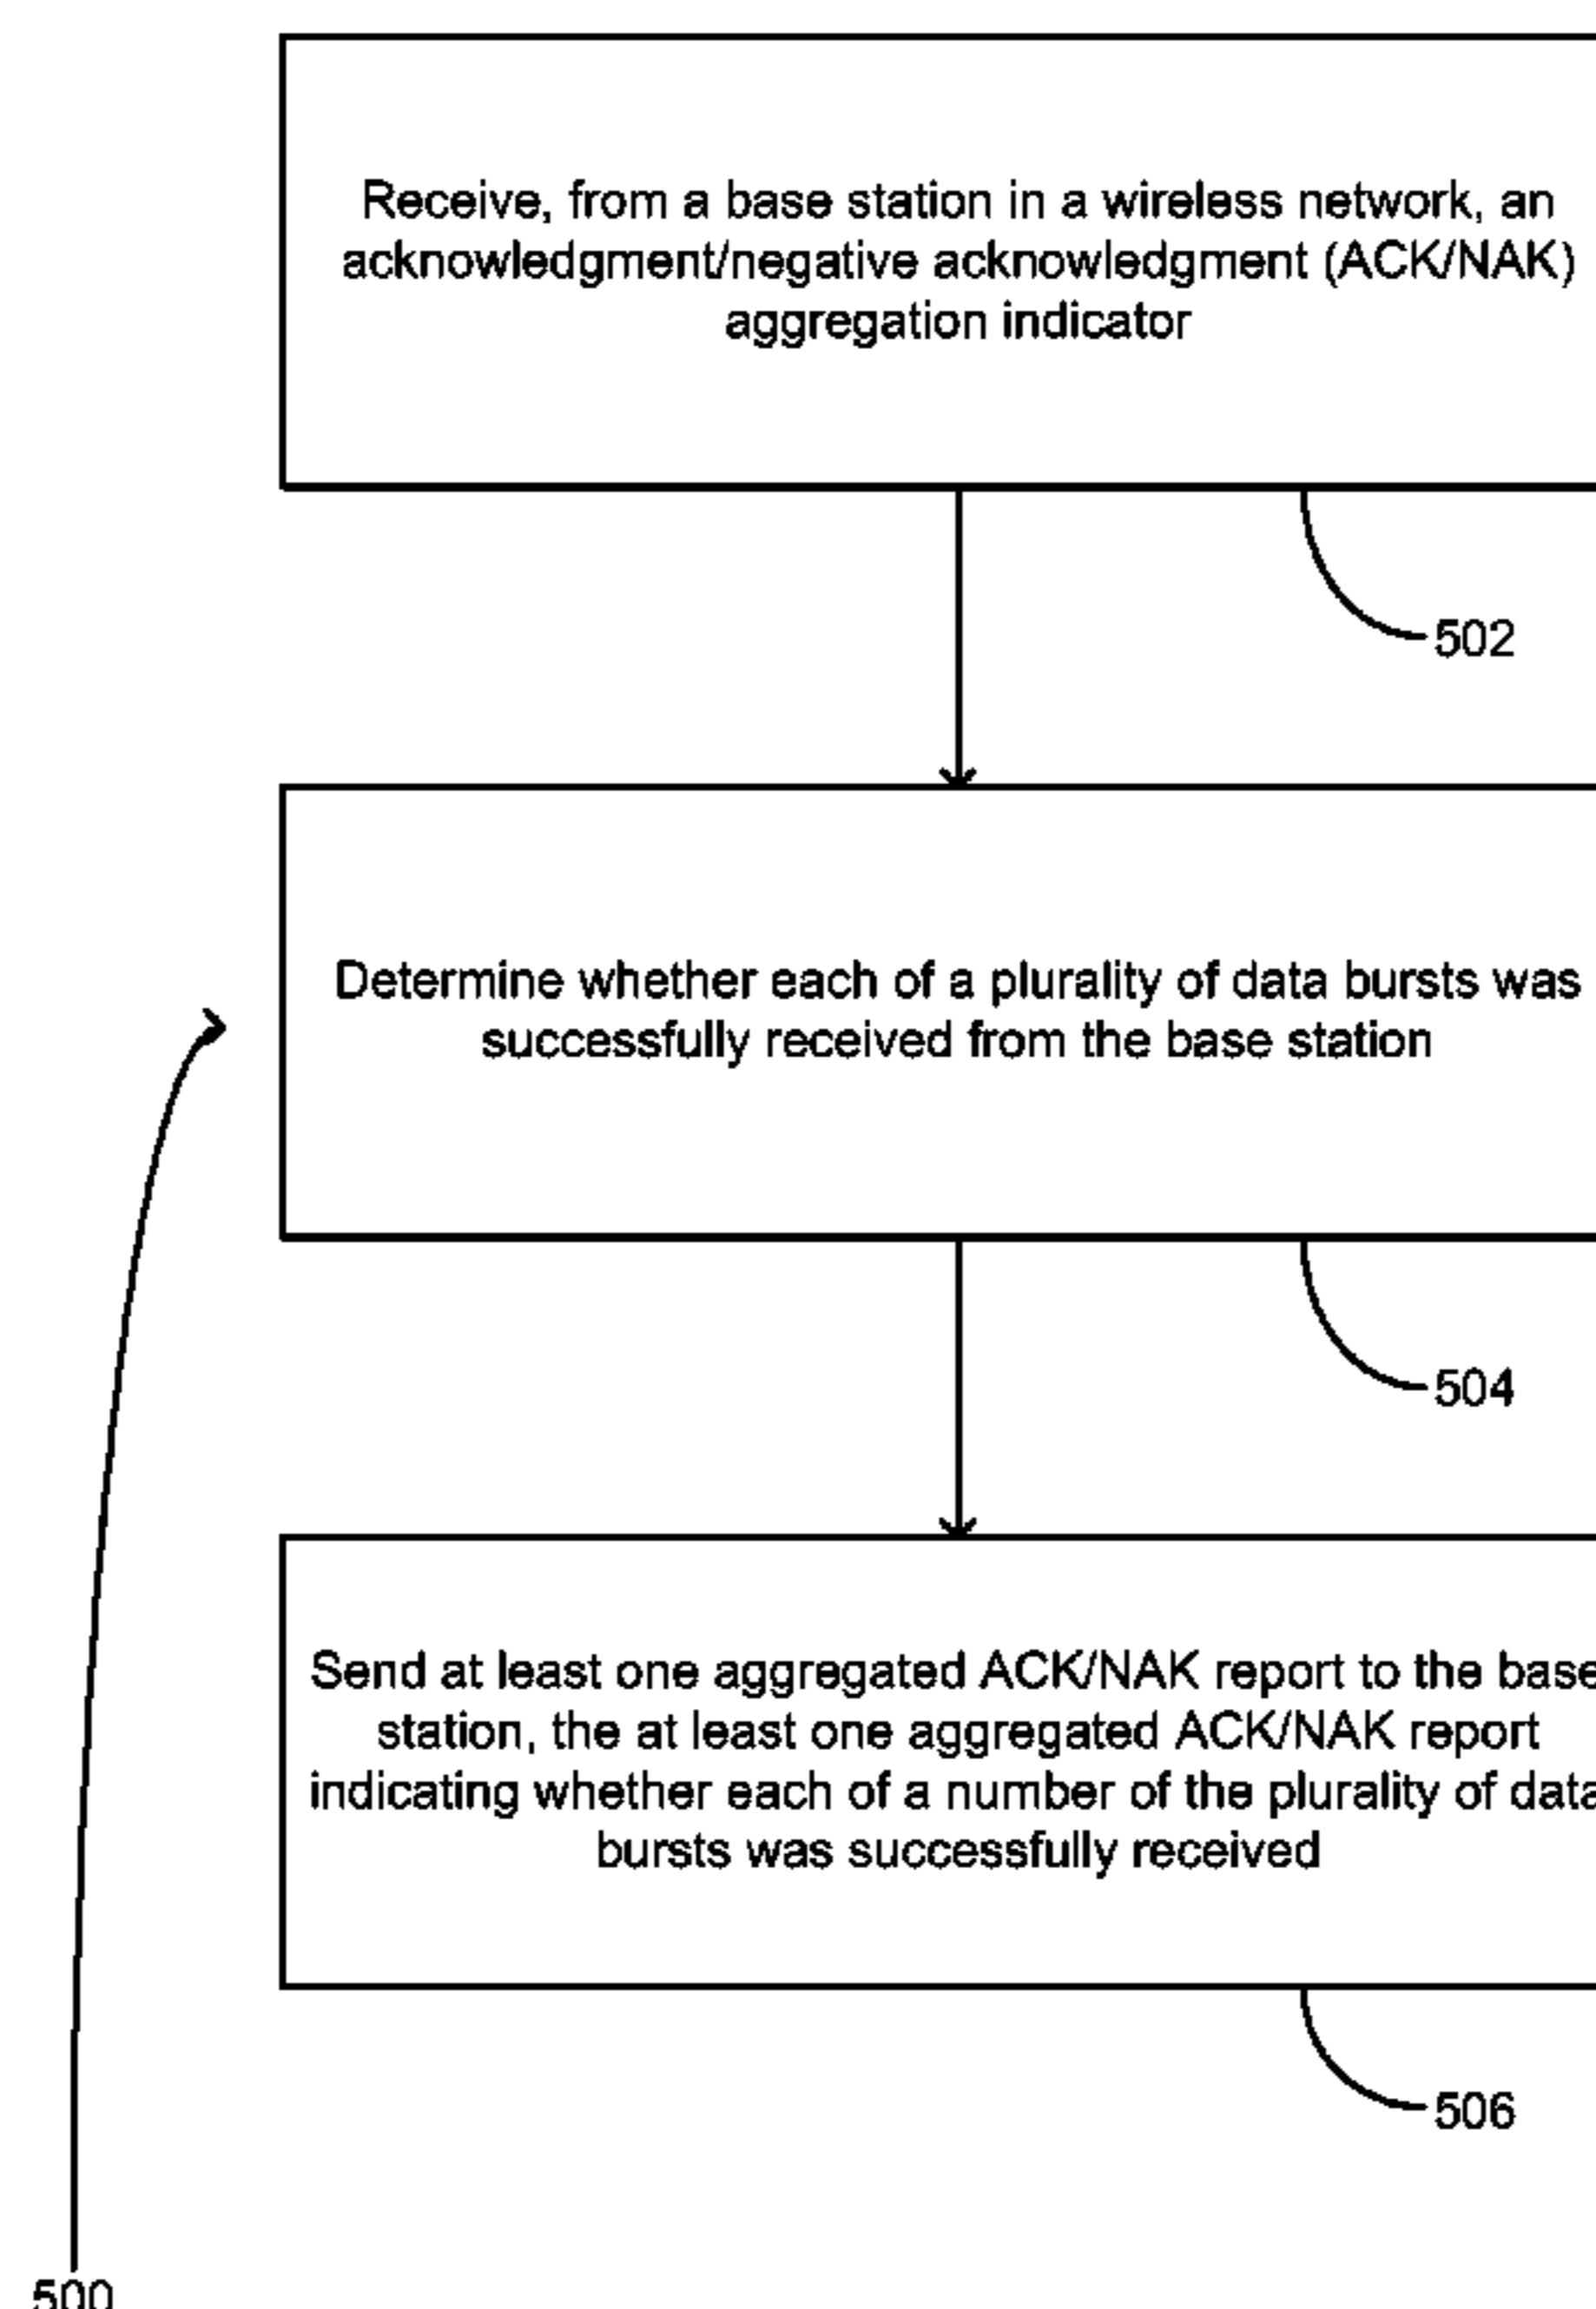 Receive, from a base station in a wireless network, an
acknowledgment/negative acknowledgment (ACK/NAK)
aggregation indicator
502
Determine whether each of a plurality of data bursts was
successfully received from the base station
504
Send at least one aggregated ACK/NAK report to the base
station, the at least one aggregated ACK/NAK report
indicating whether each of a number of the plurality of data
bursts was successfully received
506
500